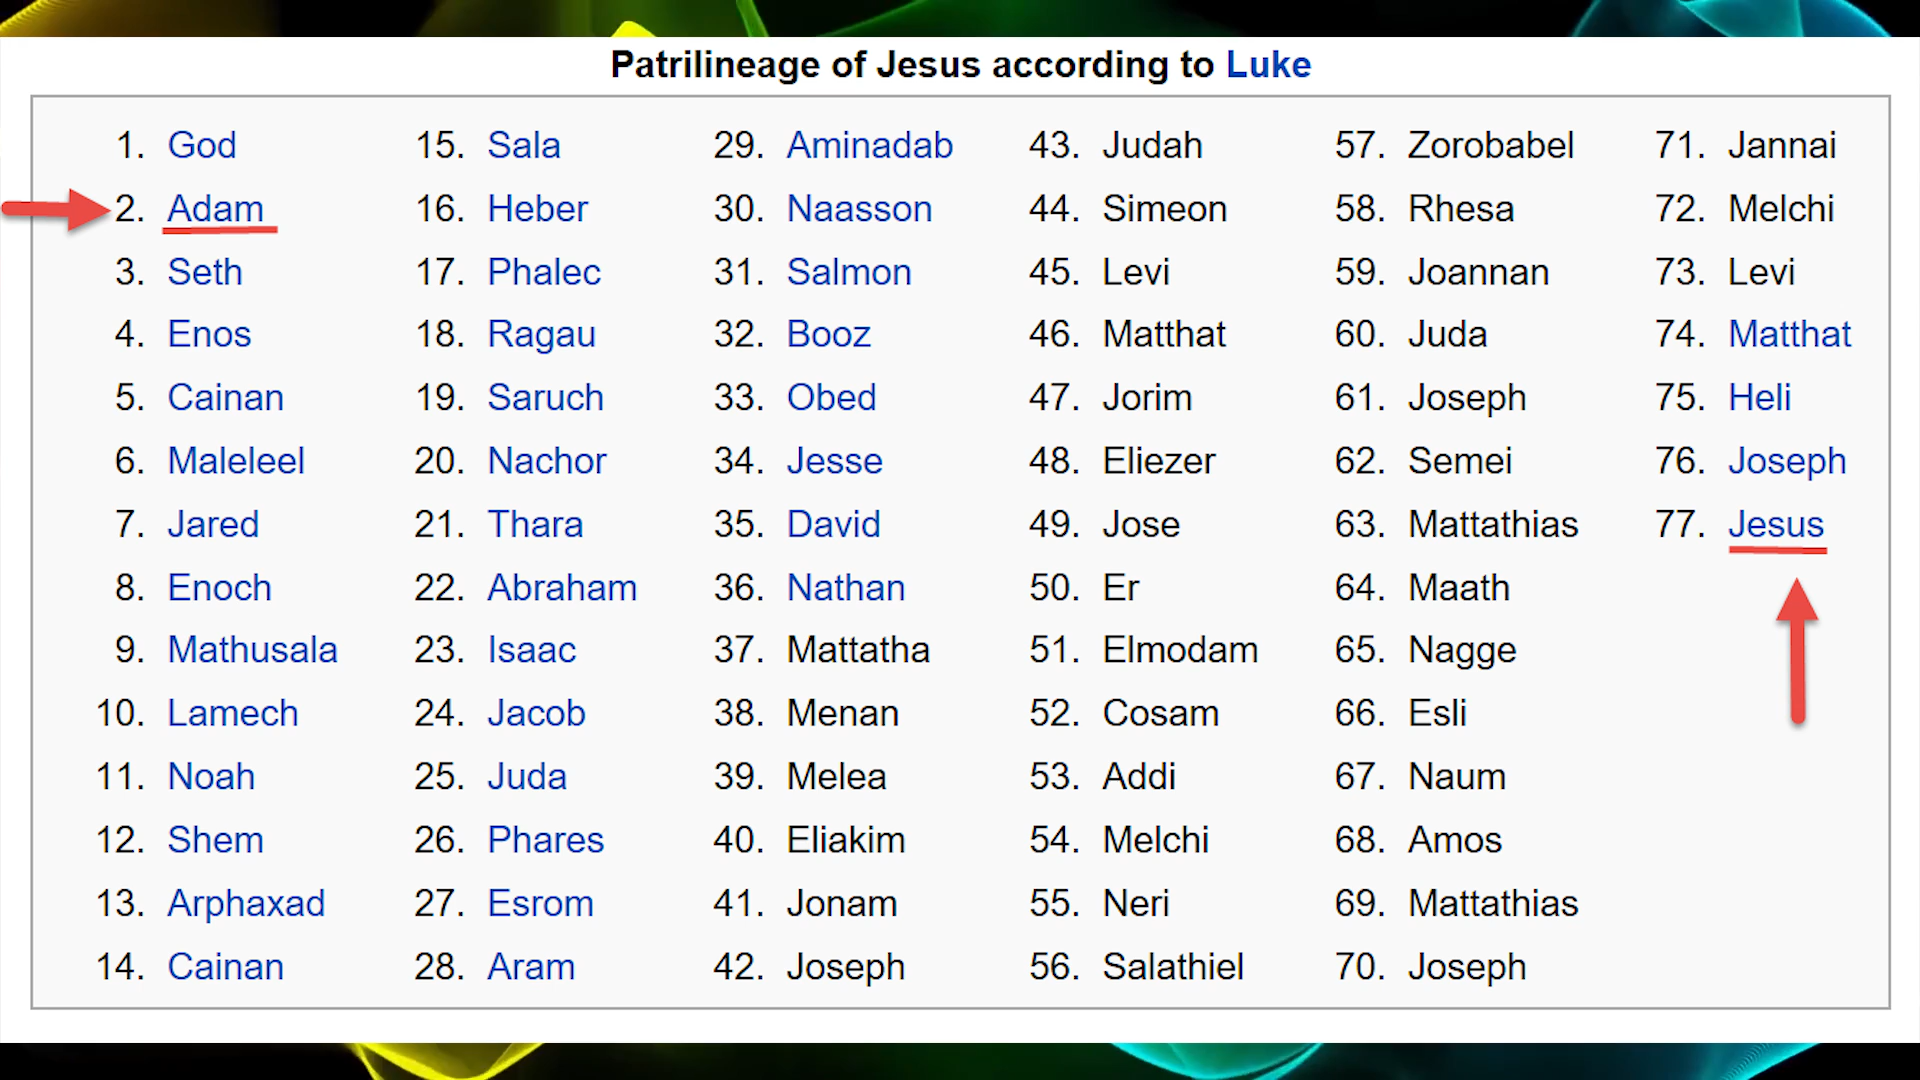 Patrilineage of Jesus according to Luke
1. God
2. Adam
3. Seth
4. Enos
5. Cainan
6. Maleleel
7. Jared
8. Enoch
9. Mathusala
10. Lamech
11. Noah
12. Shem
13. Arphaxad
14. Cainan
15. Sala
16. Heber
17. Phalec
18. Ragau
19. Saruch
20. Nachor
21. Thara
22. Abraham
23. Isaac
24. Jacob
25. Juda
26. Phares
27. Esrom
28. Aram
29. Aminadab
30. Naasson
31. Salmon
32. Booz
33. Obed
34. Jesse
35. David
36. Nathan
37. Mattatha
38. Menan
39. Melea
40. Eliakim
41. Jonam
42. Joseph
43. Judah
44. Simeon
45. Levi
46. Matthat
47. Jorim
48. Eliezer
49. Jose
50. Er
51. Elmodam
52. Cosam
53. Addi
54. Melchi
55. Neri
56. Salathiel
57. Zorobabel
58. Rhesa
59. Joannan
60. Juda
61. Joseph
62. Semei
63. Mattathias
64. Maath
65. Nagge
66. Esli
67. Naum
68. Amos
69. Mattathias
70. Joseph
71. Jannai
72. Melchi
73. Levi
74. Matthat
75. Heli
76. Joseph
77. Jesus